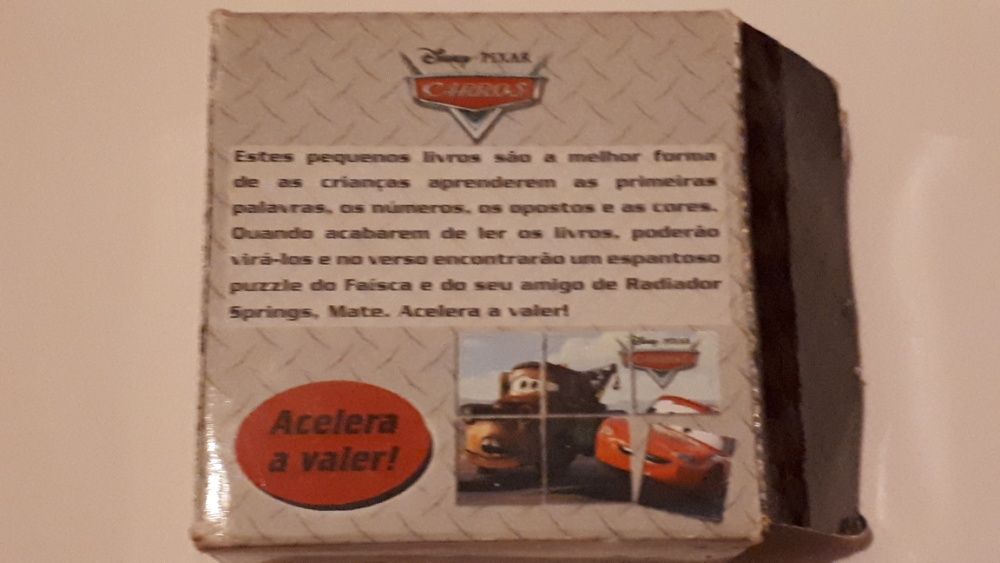 Disney · PIXAR
CARROS
Estes pequenos livros são a melhor forma
de as crianças aprenderem as primeiras
palavras, os números, os opostos e as cores.
Quando acabarem de ler os livros, poderão
virá-los e no verso encontrarão um espantoso
puzzle do Faísca e do seu amigo de Radiador
Springs, Mate. Acelera a valer!
Disney · PIXAR
Acelera
a valer!